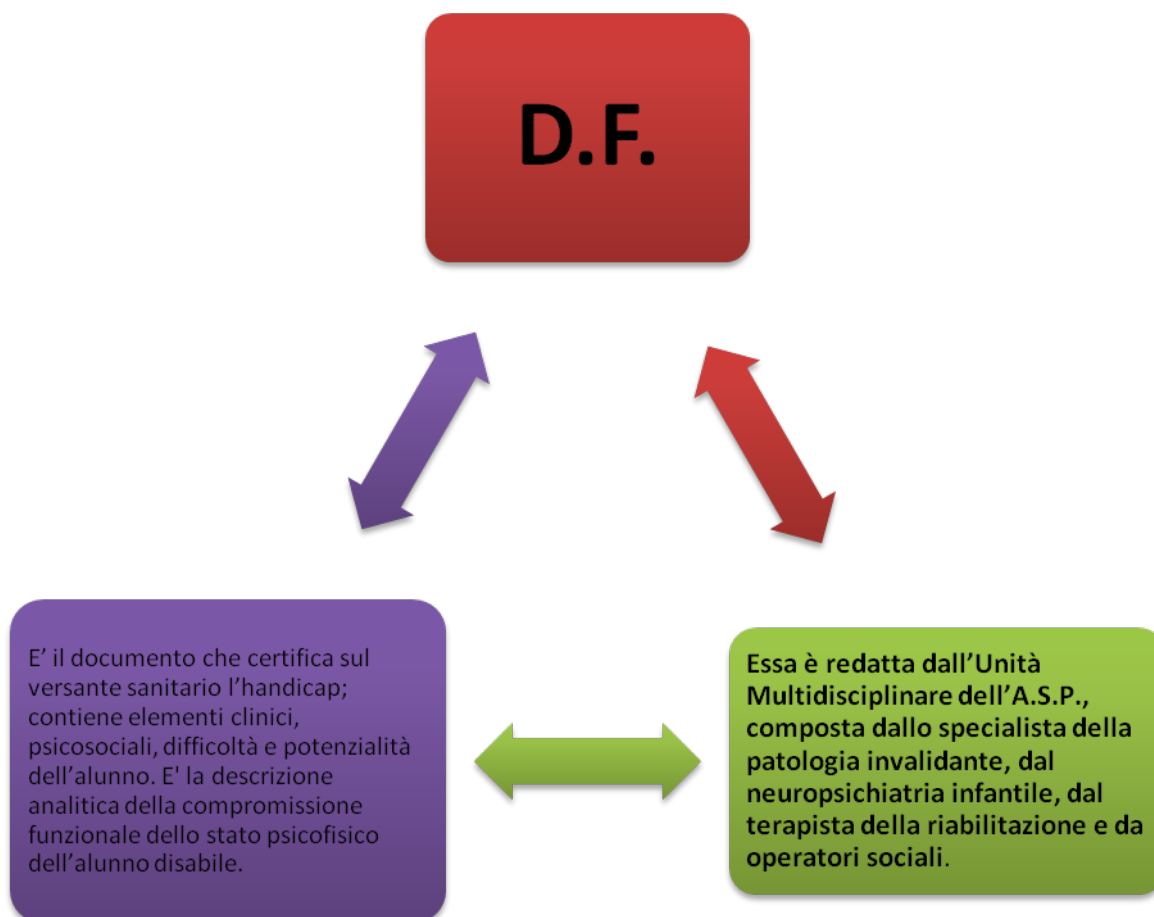 D.F.
E’ il documento che certifica sul
versante sanitario l’handicap;
contiene elementi clinici,
psicosociali, difficoltà e potenzialità
dell’alunno. E' la descrizione
analitica della compromissione
funzionale dello stato psicofisico
dell’alunno disabile.
Essa è redatta dall’Unità
Multidisciplinare dell’A.S.P.,
composta dallo specialista della
patologia invalidante, dal
neuropsichiatria infantile, dal
terapista della riabilitazione e da
operatori sociali.